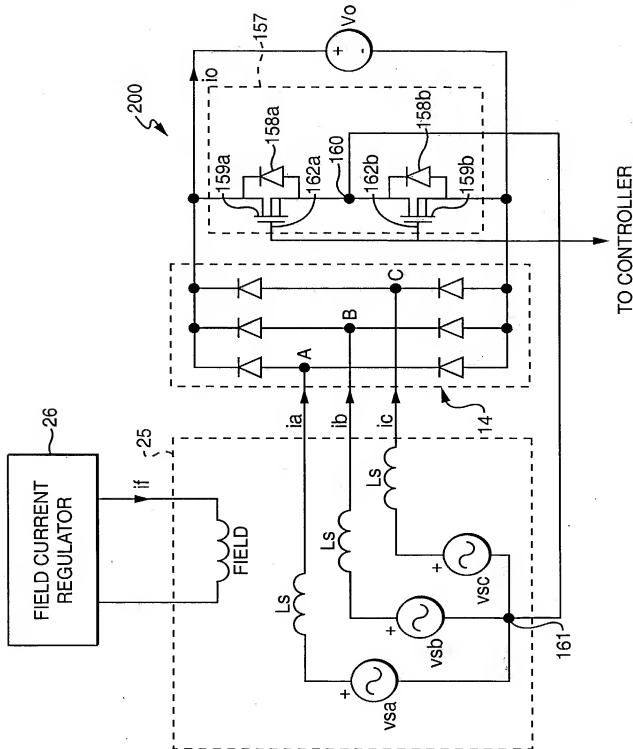 26
FIELD CURRENT
REGULATOR
if
FIELD
25
200
157
io
Vo
+
-
159a
158a
162a
160
162b
158b
159b
TO CONTROLLER
A
B
C
14
ia
ib
ic
Ls
Ls
Ls
+
vsa
+
vsb
+
vsc
161